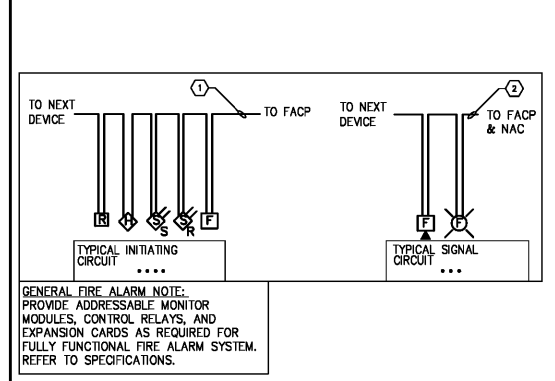 1
2
TO NEXT
DEVICE
TO FACP
TO NEXT
DEVICE
TO FACP
& NAC
R
H
S
S
S
R
F
F
F
TYPICAL INITIATING
CIRCUIT
TYPICAL SIGNAL
CIRCUIT
GENERAL FIRE ALARM NOTE:
PROVIDE ADDRESSABLE MONITOR
MODULES, CONTROL RELAYS, AND
EXPANSION CARDS AS REQUIRED FOR
FULLY FUNCTIONAL FIRE ALARM SYSTEM.
REFER TO SPECIFICATIONS.